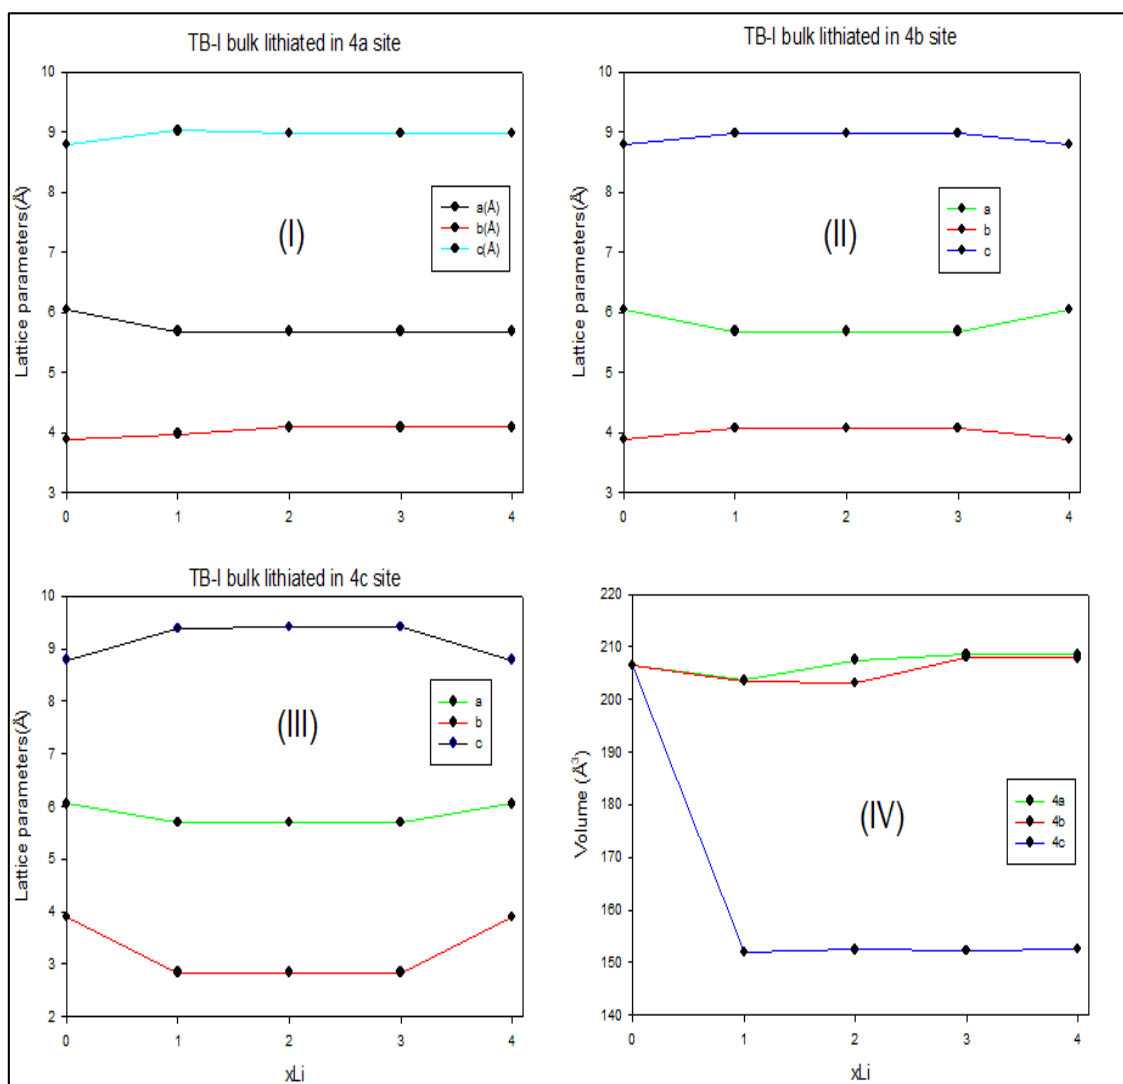 TB-I bulk lithiated in 4a site
Lattice parameters(Å)
10
9
8
7
6
5
4
3
(I)
a(Å)
b(Å)
c(Å)
0 1 2 3 4
TB-I bulk lithiated in 4b site
Lattice parameters(Å)
10
9
8
7
6
5
4
3
(II)
a
b
c
0 1 2 3 4
TB-I bulk lithiated in 4c site
Lattice parameters(Å)
10
9
8
7
6
5
4
3
2
(III)
a
b
c
0 1 2 3 4
xLi
Volume (Å³)
220
210
200
190
180
170
160
150
140
(IV)
4a
4b
4c
0 1 2 3 4
xLi